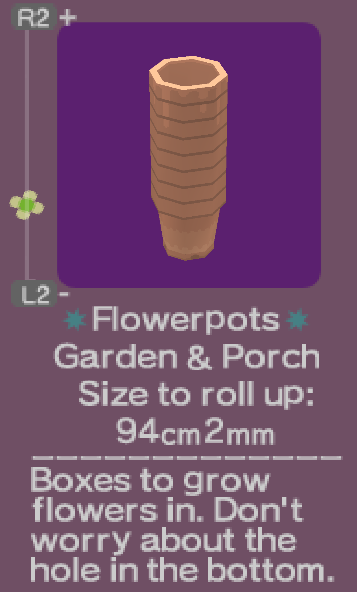 R2 +
L2 -
Flowerpots
Garden & Porch
Size to roll up:
94cm2mm
Boxes to grow
flowers in. Don't
worry about the
hole in the bottom.